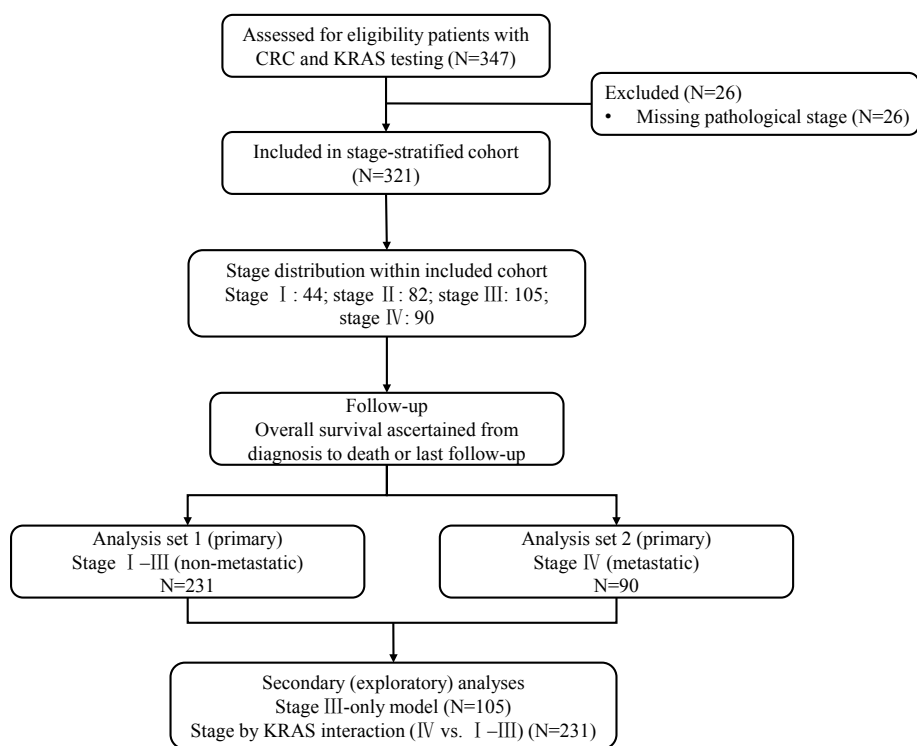 Assessed for eligibility patients with
CRC and KRAS testing (N=347)
Excluded (N=26)
• Missing pathological stage (N=26)
Included in stage-stratified cohort
(N=321)
Stage distribution within included cohort
Stage Ⅰ: 44; stage Ⅱ: 82; stage Ⅲ: 105;
stage Ⅳ: 90
Follow-up
Overall survival ascertained from
diagnosis to death or last follow-up
Analysis set 1 (primary)
Stage Ⅰ–Ⅲ (non-metastatic)
N=231
Analysis set 2 (primary)
Stage Ⅳ (metastatic)
N=90
Secondary (exploratory) analyses
Stage Ⅲ-only model (N=105)
Stage by KRAS interaction (Ⅳ vs. Ⅰ–Ⅲ) (N=231)